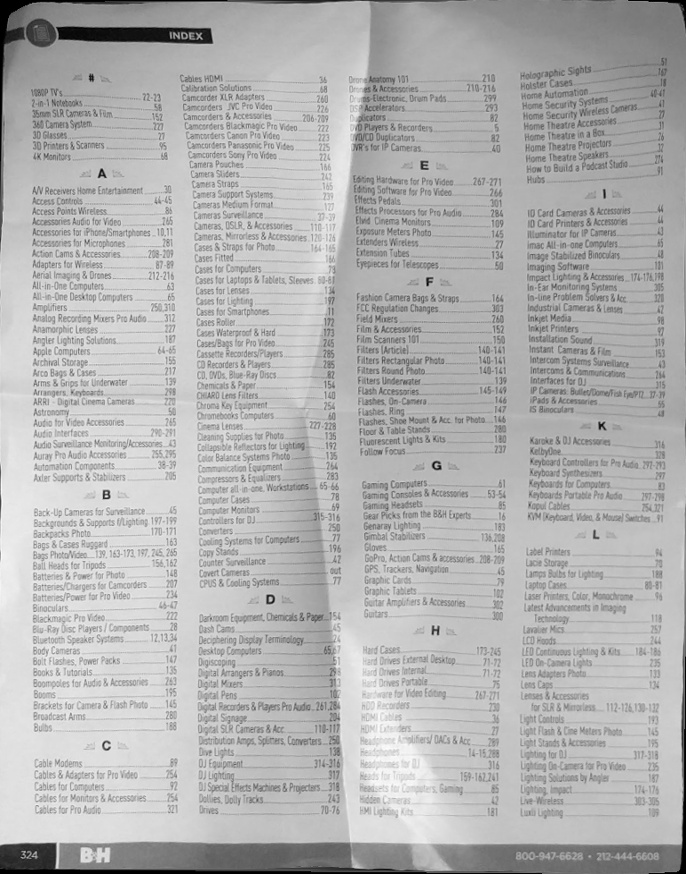 INDEX
#
1080P TV's 22-23
2-in-1 Notebooks 58
35mm SLR Cameras & Film 152
360 Camera System 227
3D Glasses 27
3D Printers & Scanners 95
4K Monitors 68
A
A/V Receivers Home Entertainment 30
Access Controls 44-45
Access Points Wireless 86
Accessories Audio for Video 265
Accessories for iPhone/Smartphones 10,11
Accessories for Microphones 281
Action Cams & Accessories 208-209
Adapters for Wireless 87-89
Aerial Imaging & Drones 212-216
All-in-One Computers 63
All-in-One Desktop Computers 65
Amplifiers 250,310
Analog Recording Mixers Pro Audio 312
Anamorphic Lenses 227
Angler Lighting Solutions 187
Apple Computers 64-65
Archival Storage 155
Arco Bags & Cases 217
Arms & Grips for Underwater 139
Arrangers, Keyboards 298
ARRI - Digital Cinema Cameras 220
Astronomy 50
Audio for Video Accessories 265
Audio Interfaces 290-291
Audio Surveillance Monitoring/Accessories 43
Auray Pro Audio Accessories 255,295
Automation Components 38-39
Axler Supports & Stabilizers 205
B
Back-Up Cameras for Surveillance 45
Backgrounds & Supports f/Lighting 197-199
Backpacks Photo 170-171
Bags & Cases Ruggard 163
Bags Photo/Video 139, 163-173, 197, 245, 265
Ball Heads for Tripods 156,162
Batteries & Power for Photo 148
Batteries/Chargers for Camcorders 207
Batteries/Power for Pro Video 234
Binoculars 46-47
Blackmagic Pro Video 222
Blu-Ray Disc Players / Components 28
Bluetooth Speaker Systems 12,13,34
Body Cameras 41
Bolt Flashes, Power Packs 147
Books & Tutorials 135
Boompoles for Audio & Accessories 263
Booms 195
Brackets for Camera & Flash Photo 145
Broadcast Arms 280
Bulbs 188
C
Cable Modems 89
Cables & Adapters for Pro Video 254
Cables for Computers 92
Cables for Monitors & Accessories 254
Cables for Pro Audio 321
Cables HDMI 36
Calibration Solutions 68
Camcorder XLR Adapters 260
Camcorders JVC Pro Video 226
Camcorders & Accessories 206-209
Camcorders Blackmagic Pro Video 222
Camcorders Canon Pro Video 223
Camcorders Panasonic Pro Video 225
Camcorders Sony Pro Video 224
Camera Pouches 166
Camera Sliders 242
Camera Straps 165
Camera Support Systems 239
Cameras Medium Format 127
Cameras Surveillance 37-39
Cameras, DSLR, & Accessories 110-117
Cameras, Mirrorless & Accessories 120-126
Cases & Straps for Photo 164-165
Cases Fitted 166
Cases for Computers 78
Cases for Laptops & Tablets, Sleeves 80-81
Cases for Lenses 134
Cases for Lighting 197
Cases for Smartphones 11
Cases Roller 172
Cases Waterproof & Hard 173
Cases/Bags for Pro Video 245
Cassette Recorders/Players 285
CD Recorders & Players 285
CD, DVDs, Blue-Ray Discs 82
Chemicals & Paper 154
CHIARO Lens Filters 140
Chroma Key Equipment 254
Chromebooks Computers 60
Cinema Lenses 227-228
Cleaning Supplies for Photo 135
Collapsible Reflectors for Lighting 192
Color Balance Systems Photo 135
Communication Equipment 264
Compressors & Equalizers 283
Computer all-in-one, Workstations 65-66
Computer Cases 78
Computer Monitors 69
Controllers for DJ 315-316
Converters 250
Cooling Systems for Computers 77
Copy Stands 196
Counter Surveillance 42
Covert Cameras out
CPUS & Cooling Systems 77
D
Darkroom Equipment, Chemicals & Paper 154
Dash Cams 45
Deciphering Display Terminology 24
Desktop Computers 65,67
Digiscoping 51
Digital Arrangers & Pianos 298
Digital Mixers 313
Digital Pens 102
Digital Recorders & Players Pro Audio 261,284
Digital Signage 204
Digital SLR Cameras & Acc 110-117
Distribution Amps, Splitters, Converters 250
Dive Lights 138
DJ Equipment 314-316
DJ Lighting 317
DJ Special Effects Machines & Projectors 318
Dollies, Dolly Tracks 243
Drives 70-76
Drone Anatomy 101 210
Drones & Accessories 210-216
Drums-Electronic, Drum Pads 299
DSP Accelerators 293
Duplicators 82
DVD Players & Recorders 5
DVD/CD Duplicators 82
DVR's for IP Cameras 40
E
Editing Hardware for Pro Video 267-271
Editing Software for Pro Video 266
Effects Pedals 301
Effects Processors for Pro Audio 284
Elvid Cinema Monitors 109
Exposure Meters Photo 145
Extenders Wireless 27
Extension Tubes 134
Eyepieces for Telescopes 50
F
Fashion Camera Bags & Straps 164
FCC Regulation Changes 303
Field Mixers 260
Film & Accessories 152
Film Scanners 101 150
Filters (Article) 140-141
Filters Rectangular Photo 140-141
Filters Round Photo 140-141
Filters Underwater 139
Flash Accessories 145-149
Flashes, On-Camera 146
Flashes, Ring 147
Flashes, Shoe Mount & Acc. for Photo 146
Floor & Table Stands 280
Fluorescent Lights & Kits 180
Follow Focus 237
G
Gaming Computers 61
Gaming Consoles & Accessories 53-54
Gaming Headsets 85
Gear Picks from the B&H Experts 16
Genaray Lighting 183
Gimbal Stabilizers 136,208
Gloves 165
GoPro, Action Cams & accessories 208-209
GPS, Trackers, Navigation 45
Graphic Cards 79
Graphic Tablets 102
Guitar Amplifiers & Accessories 302
Guitars 300
H
Hard Cases 173-245
Hard Drives External Desktop 71-72
Hard Drives Internal 71-72
Hard Drives Portable 75
Hardware for Video Editing 267-271
HDD Recorders 230
HDMI Cables 36
HDMI Extenders 27
Headphone Amplifiers/ DACs & Acc 289
Headphones 14-15,288
Headphones for DJ 316
Heads for Tripods 159-162,241
Headsets for Computers, Gaming 85
Hidden Cameras 42
HMI Lighting Kits 181
Holographic Sights 51
Holster Cases 167
Home Automation 18
Home Security Systems 40-41
Home Security Wireless Cameras 41
Home Theatre Accessories 27
Home Theatre in a Box 31
Home Theatre Projectors 26
Home Theatre Speakers 32
How to Build a Podcast Studio 274
Hubs 91
I
ID Card Cameras & Accessories 44
ID Card Printers & Accessories 44
Illuminator for IP Cameras 43
imac All-in-one Computers 65
Image Stabilized Binoculars 48
Imaging Software 101
Impact Lighting & Accessories 174-176,198
In-Ear Monitoring Systems 305
In-line Problem Solvers & Acc 320
Industrial Cameras & Lenses 42
Inkjet Media 98
Inkjet Printers 97
Installation Sound 319
Instant Cameras & Film 153
Intercom Systems Surveillance 43
Intercoms & Communications 264
Interfaces for DJ 315
IP Cameras: Bullet/Dome/Fish Eye/PTZ 37-39
iPads & Accessories 55
IS Binoculars 48
K
Karoke & DJ Accessories 316
KelbyOne 328
Keyboard Controllers for Pro Audio 292-293
Keyboard Synthesizers 297
Keyboards for Computers 83
Keyboards Portable Pro Audio 297-298
Kopul Cables 254,321
KVM (Keyboard, Video, & Mouse) Switches 91
L
Label Printers 94
Lacie Storage 70
Lamps Bulbs for Lighting 188
Laptop Cases 80-81
Laser Printers, Color, Monochrome 96
Latest Advancements in Imaging
Technology 118
Lavalier Mics 257
LCD Hoods 244
LED Continuous Lighting & Kits 184-186
LED On-Camera Lights 235
Lens Adapters Photo 133
Lens Caps 134
Lenses & Accessories
for SLR & Mirrorless 112-126,130-132
Light Controls 193
Light Flash & Cine Meters Photo 145
Light Stands & Accessories 195
Lighting for DJ 317-318
Lighting On-Camera for Pro Video 235
Lighting Solutions by Angler 187
Lighting, Impact 174-176
Live-Wireless 303-306
Luxli Lighting 109
324 B&H 800-947-6628 • 212-444-6608